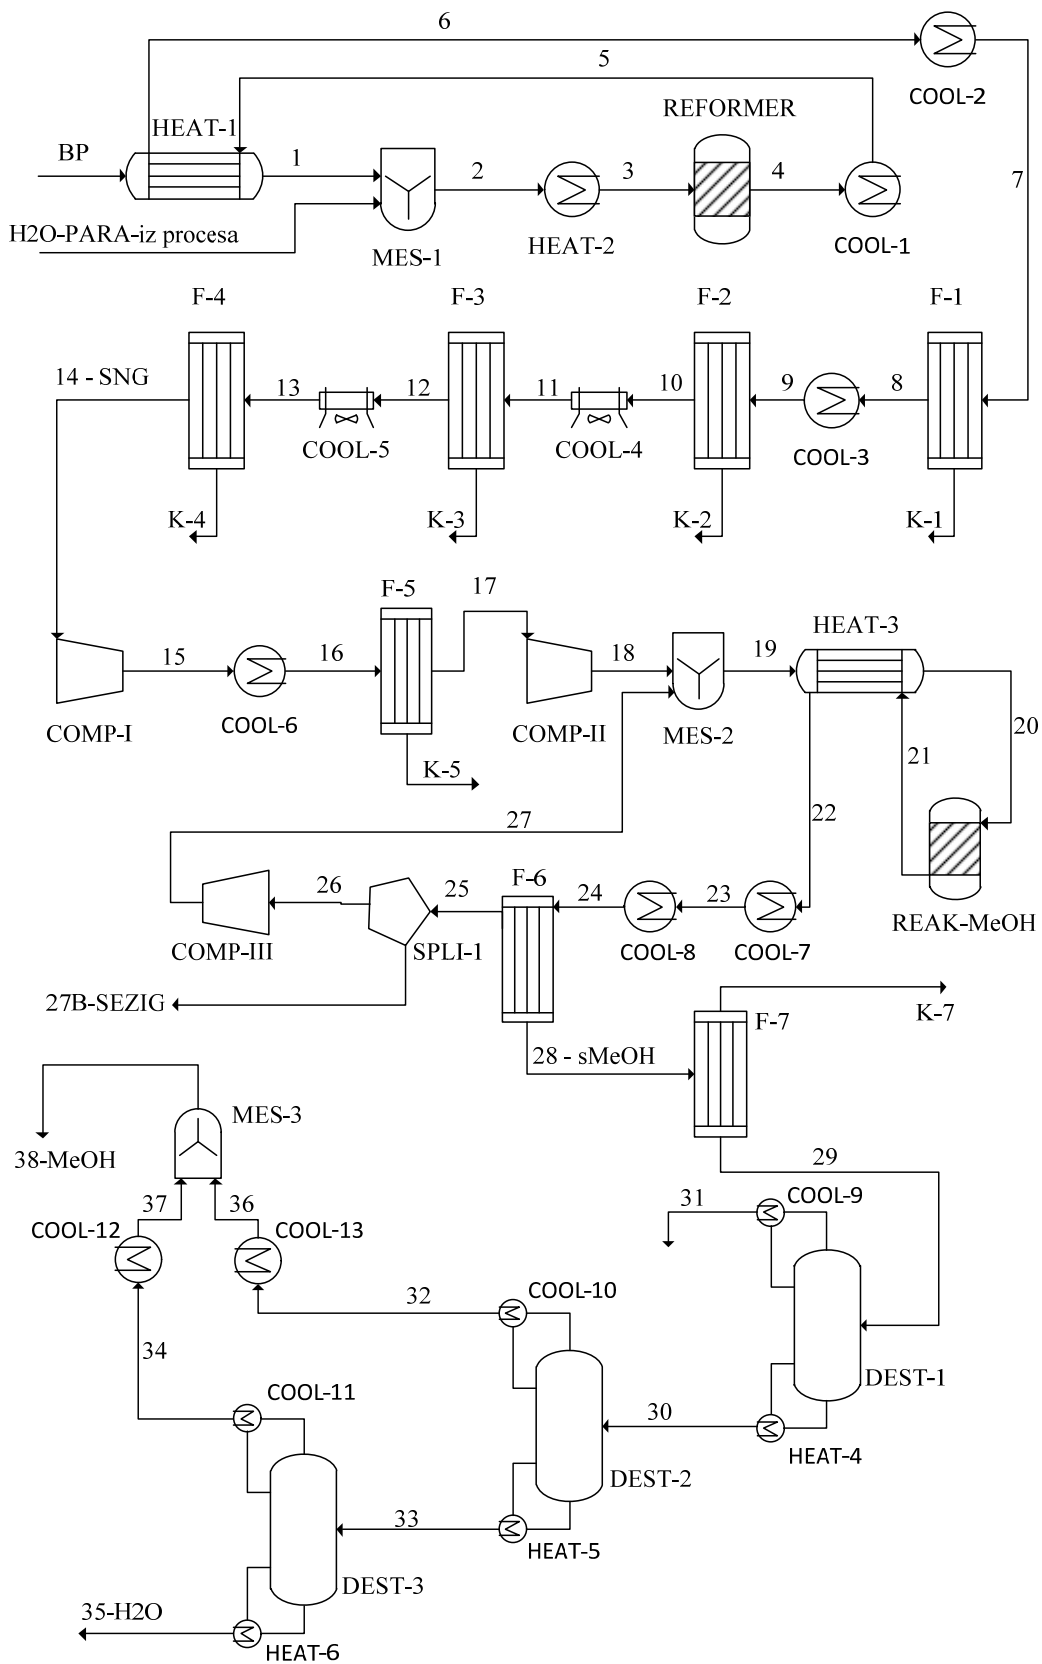 6
5
COOL-2
HEAT-1
REFORMER
BP
1
2
3
4
7
H2O-PARA-iz procesa
MES-1
HEAT-2
COOL-1
F-4
F-3
F-2
F-1
14 - SNG
13
12
11
10
9
8
COOL-5
COOL-4
COOL-3
K-4
K-3
K-2
K-1
F-5
17
HEAT-3
15
16
18
19
COMP-I
COOL-6
COMP-II
MES-2
20
21
K-5
27
22
F-6
26
25
24
23
REAK-MeOH
COMP-III
SPLI-1
COOL-8
COOL-7
27B-SEZIG
K-7
F-7
28 - sMeOH
MES-3
38-MeOH
29
37
36
31
COOL-9
COOL-12
COOL-13
32
COOL-10
34
DEST-1
COOL-11
30
HEAT-4
DEST-2
33
HEAT-5
DEST-3
35-H2O
HEAT-6